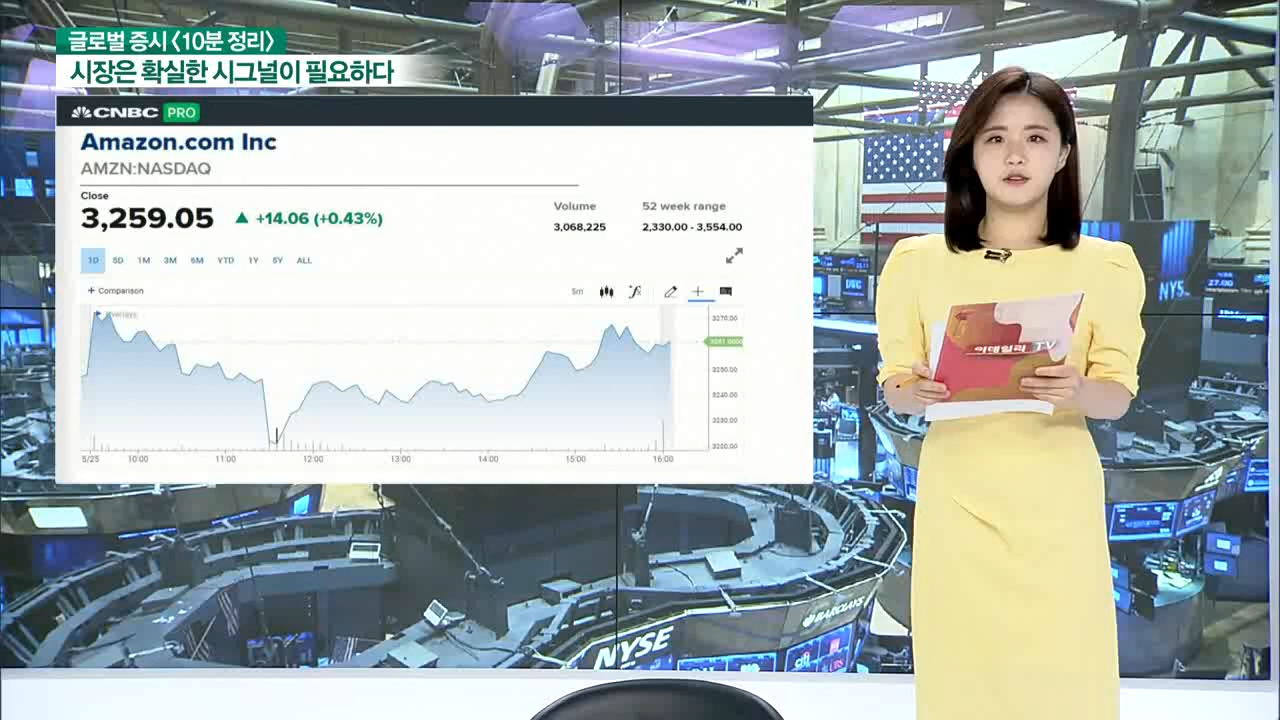 글로벌 증시 <10분 정리>
시장은 확실한 시그널이 필요하다
CNBC PRO
Amazon.com Inc
AMZN:NASDAQ
Close
3,259.05 ▲ +14.06 (+0.43%)
Volume 52 week range
3,068,225 2,330.00 - 3,554.00
1D 5D 1M 3M 6M YTD 1Y 5Y ALL
+ Comparison 5m
Overlays
3270.00
3250.00
3240.00
3230.00
5/25 10:00 11:00 12:00 13:00 14:00 15:00 16:00
이데일리 TV
NYSE
BARCLAYS
citi
NYS